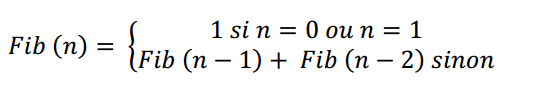 1 si n = 0 ou n = 1
Fib (n) = {
Fib (n − 1) + Fib (n − 2) sinon